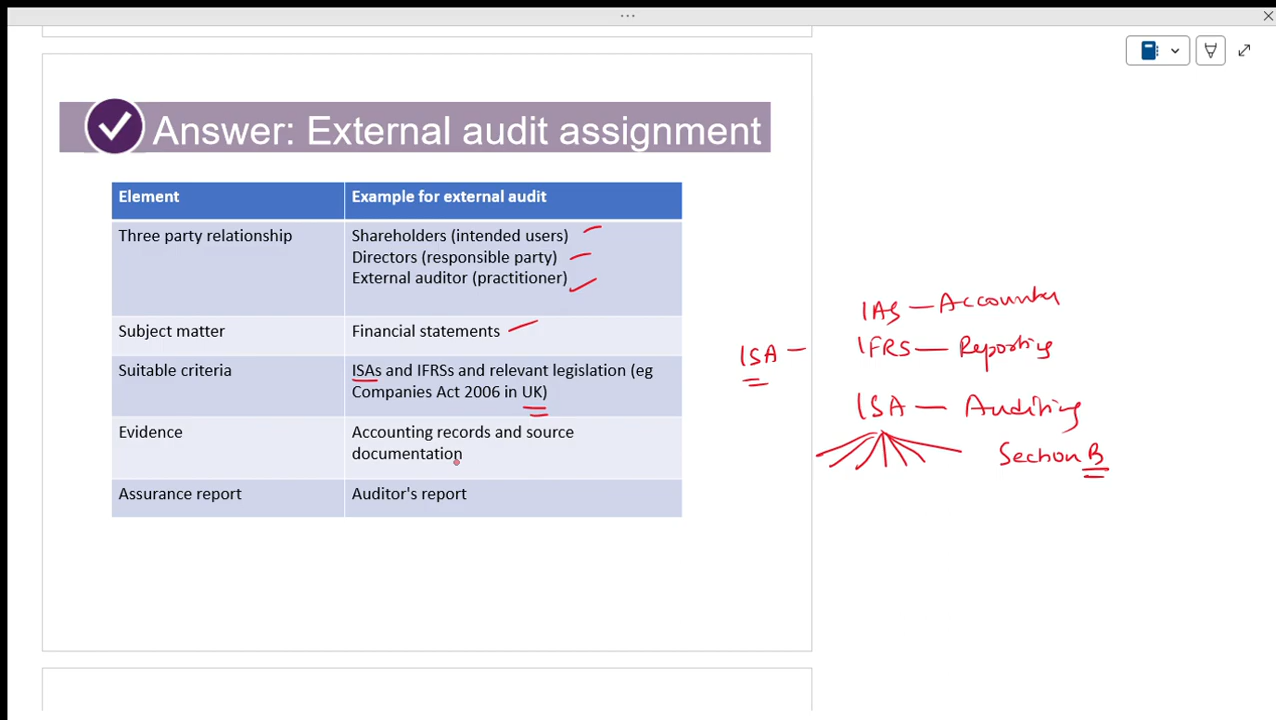 Answer: External audit assignment
Element
Example for external audit
Three party relationship
Shareholders (intended users)
Directors (responsible party)
External auditor (practitioner)
Subject matter
Financial statements
Suitable criteria
ISAs and IFRSs and relevant legislation (eg
Companies Act 2006 in UK)
Evidence
Accounting records and source
documentation
Assurance report
Auditor's report
ISA –
IAS —
IFRS — Reporting
ISA — Auditing
Section B